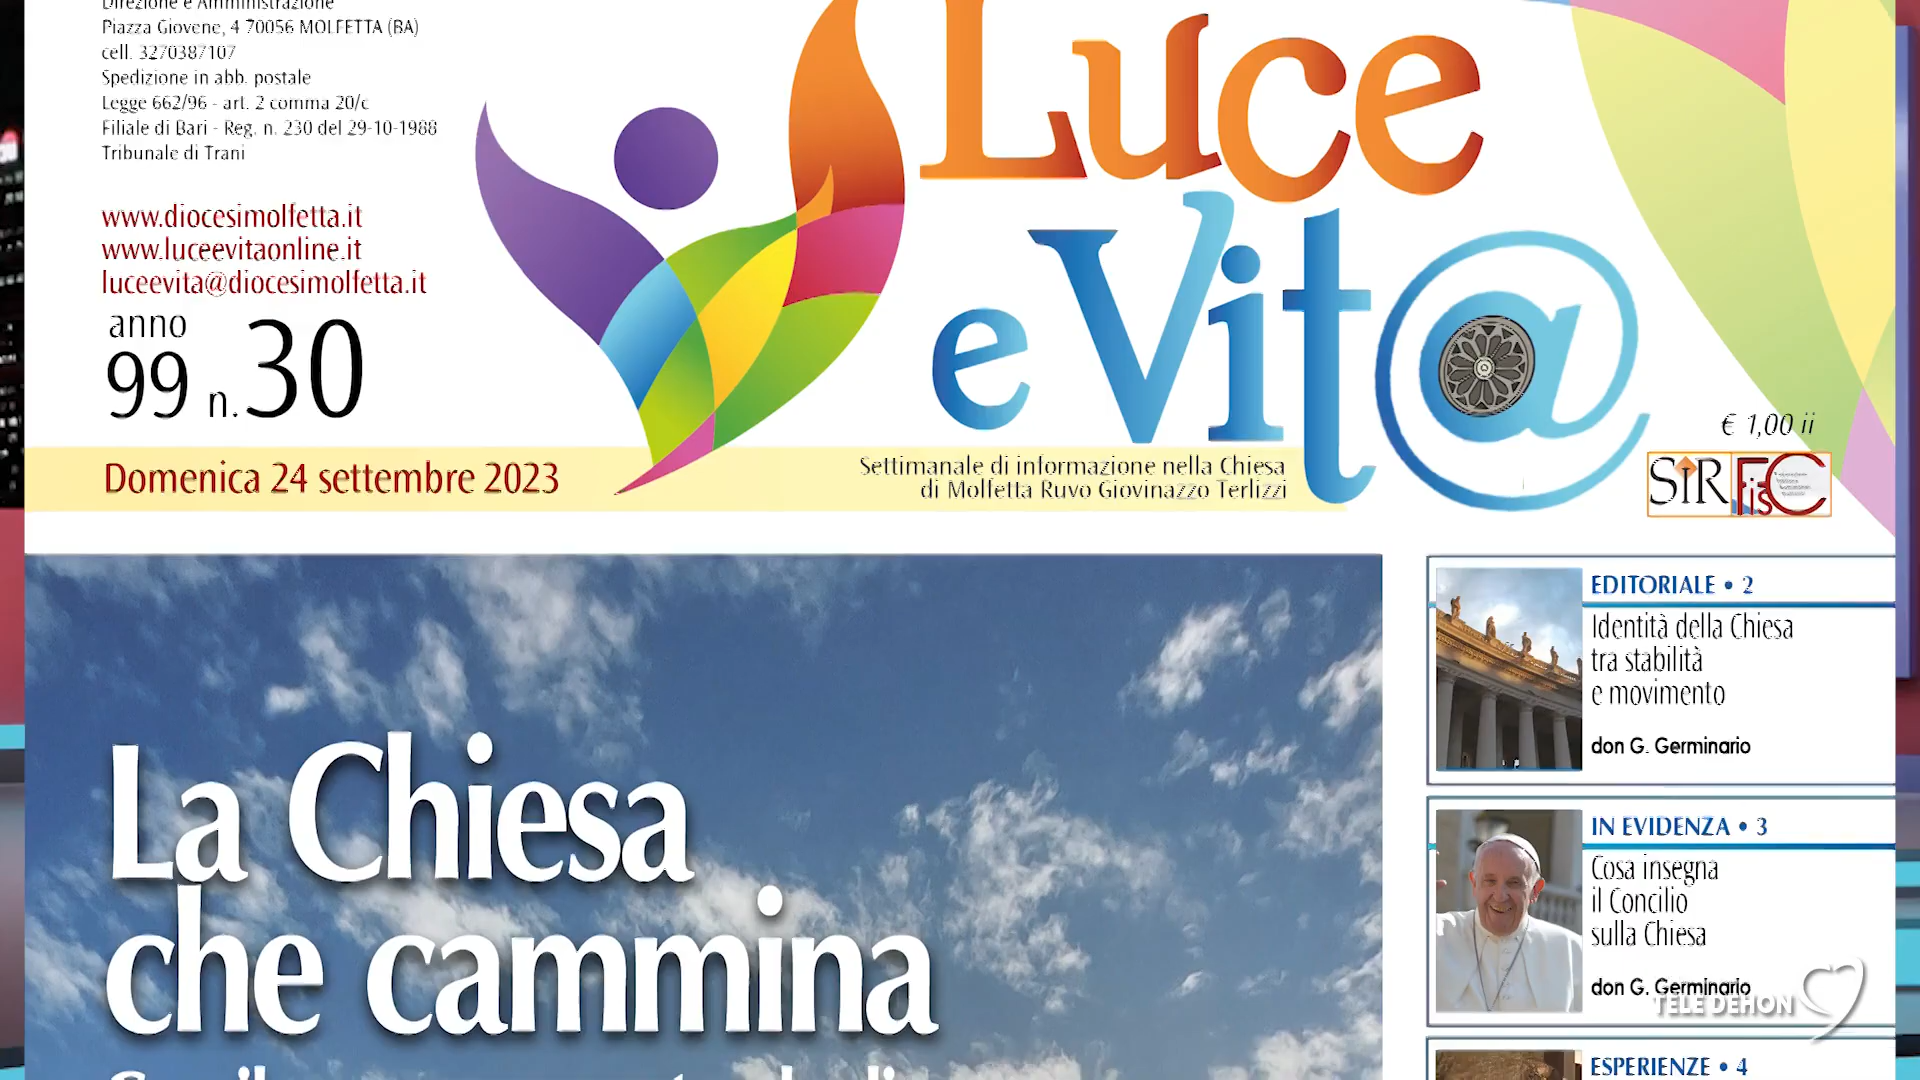 Direzione e Amministrazione
Piazza Giovene, 4 70056 MOLFETTA (BA)
cell. 3270387107
Spedizione in abb. postale
Legge 662/96 - art. 2 comma 20/c
Filiale di Bari - Reg. n. 230 del 29-10-1988
Tribunale di Trani
www.diocesimolfetta.it
www.luceevitaonline.it
luceevita@diocesimolfetta.it
anno
99 n. 30
Luce
e Vit@
€ 1,00 ii
Domenica 24 settembre 2023
Settimanale di informazione nella Chiesa
di Molfetta Ruvo Giovinazzo Terlizzi
SIR FisC
La Chiesa
che cammina
EDITORIALE • 2
Identità della Chiesa
tra stabilità
e movimento
don G. Germinario
IN EVIDENZA • 3
Cosa insegna
il Concilio
sulla Chiesa
don G. Germinario
TELE DEHON
ESPERIENZE • 4